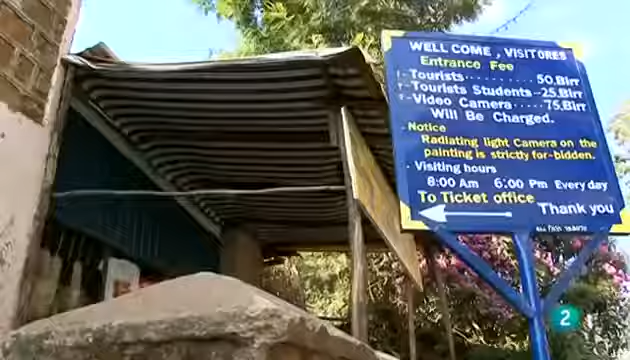 WELL COME, VISITORES
Entrance Fee
- Tourists .......... 50.Birr
- Tourists Students -- 25.Birr
- Video Camera ..... 75.Birr
Will Be Charged.
- Notice
Radiating light Camera on the
painting is strictly for-bidden.
- Visiting hours
8:00 Am 6:00 Pm Every day
To Ticket office
Thank you
2